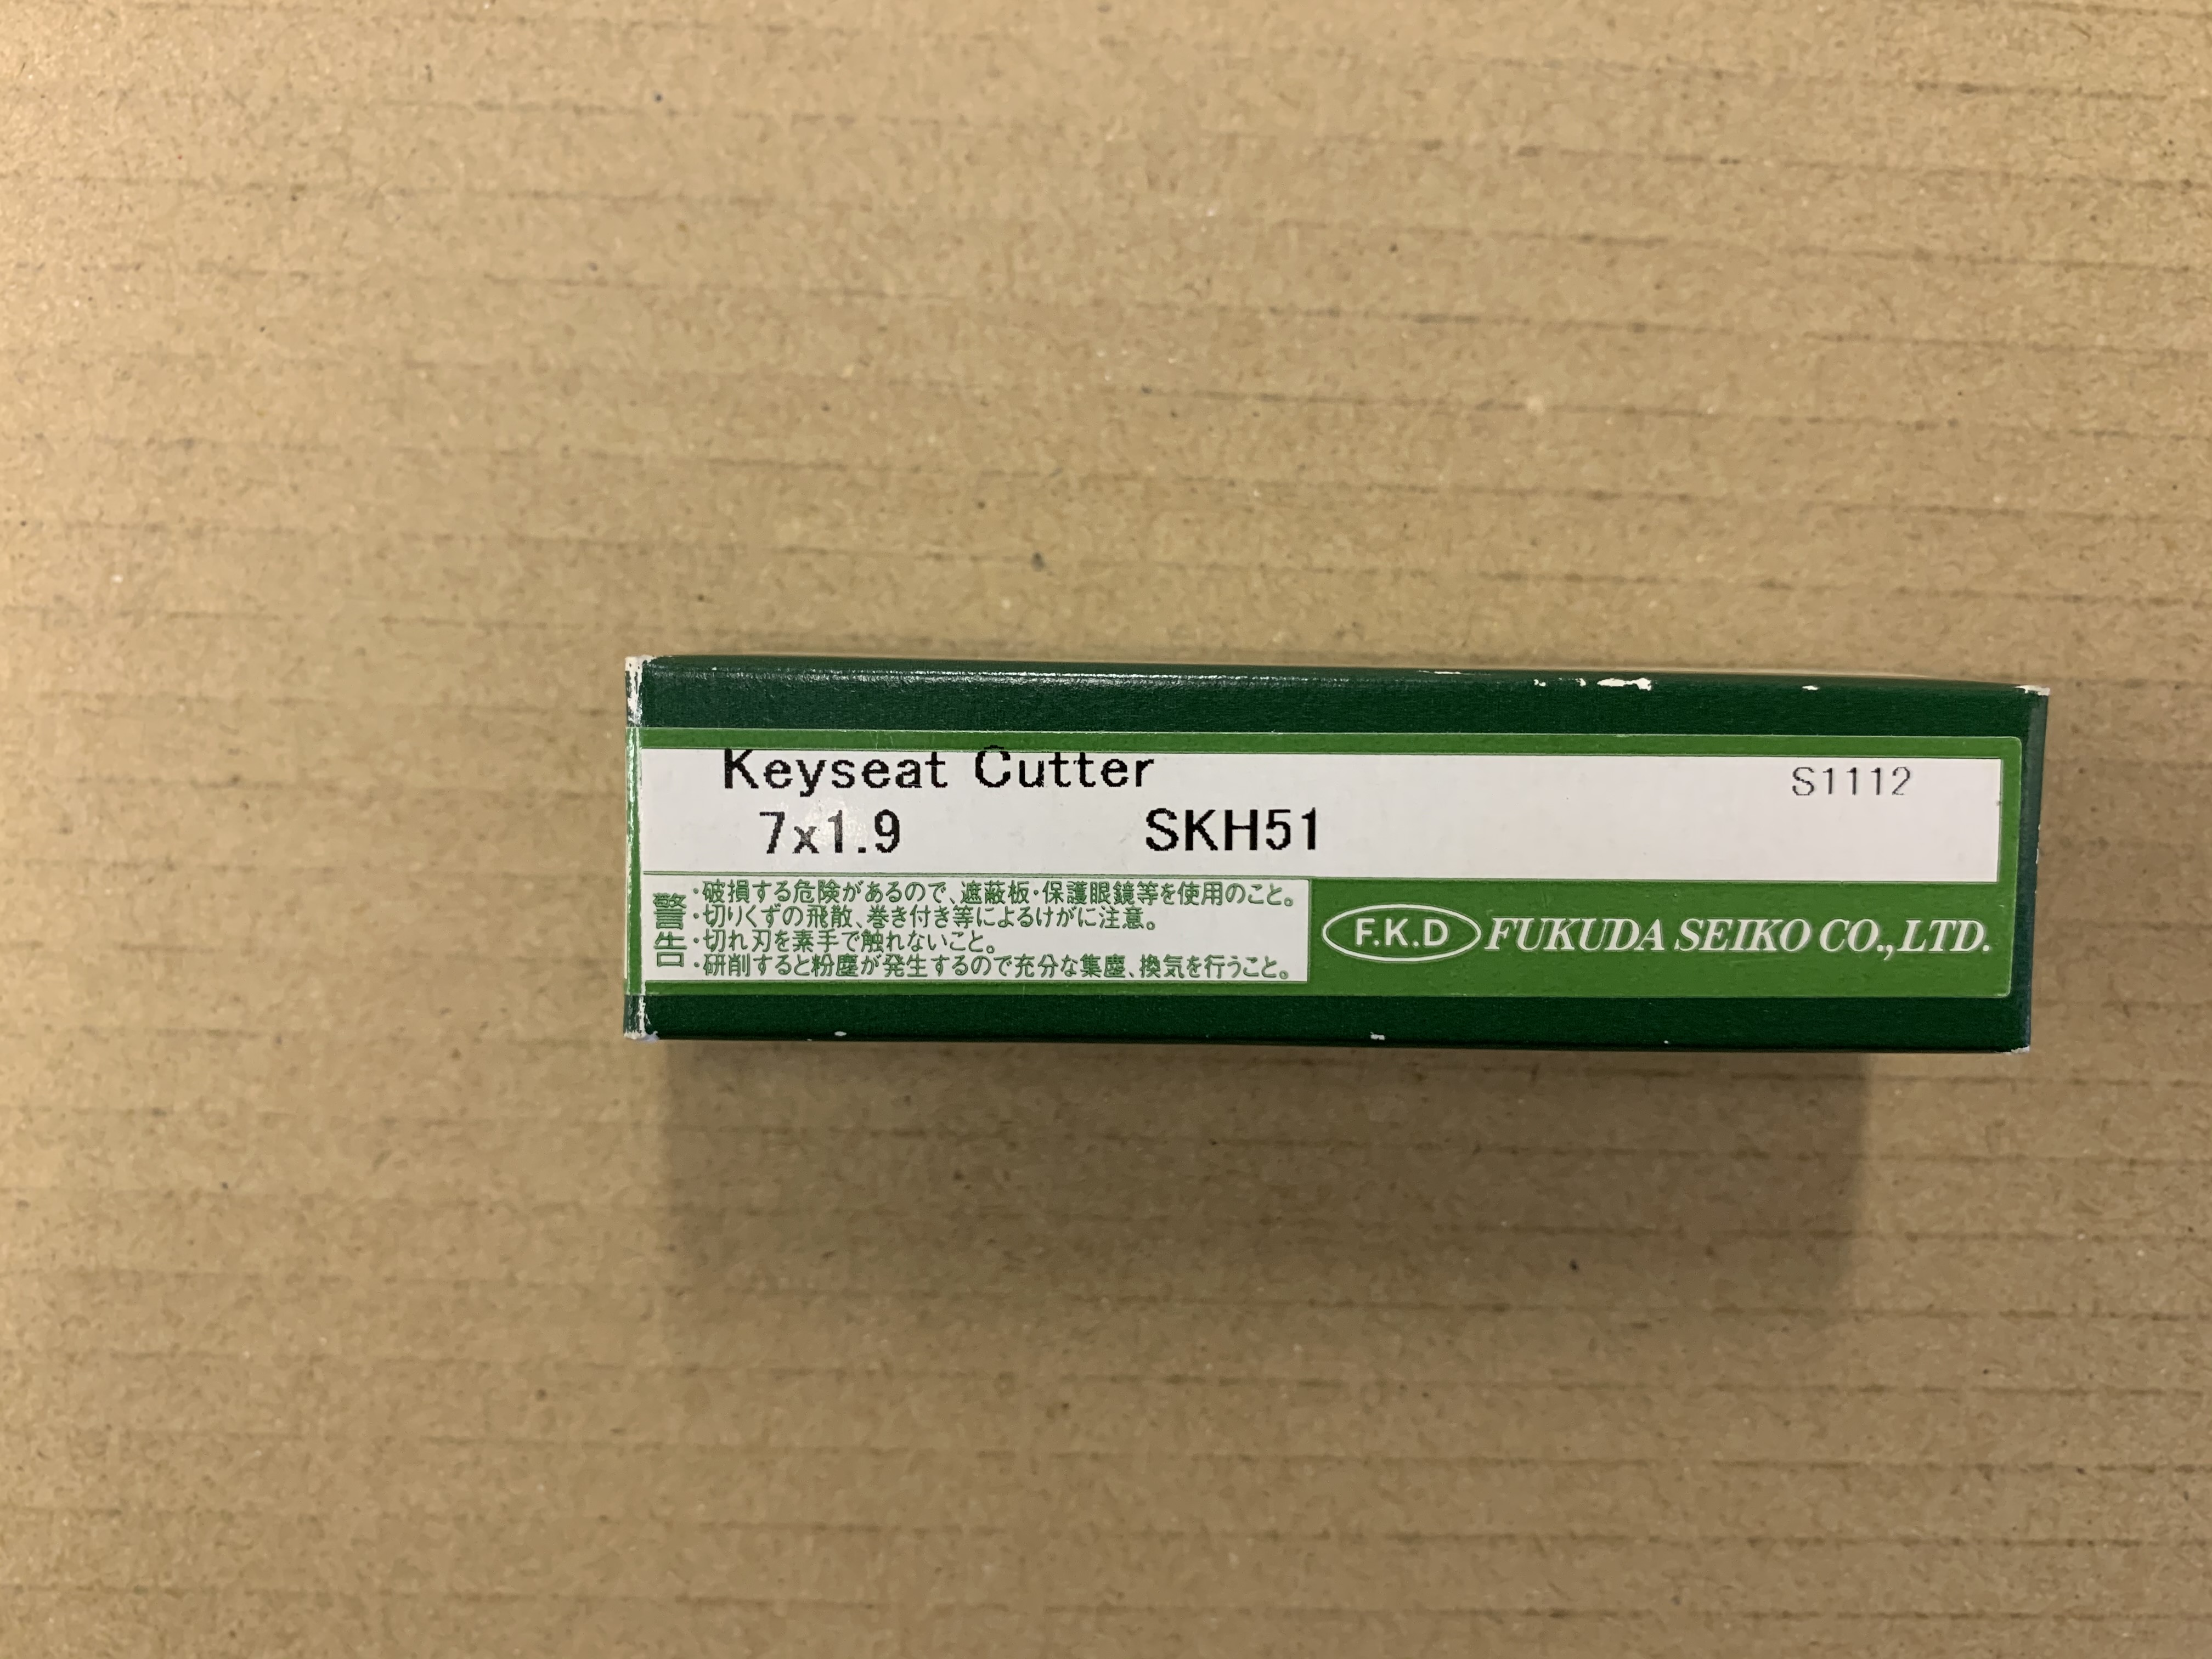 Keyseat Cutter
S1112
7x1.9 SKH51
警告
・破損する危険があるので、遮蔽板・保護眼鏡等を使用のこと。
・切りくずの飛散、巻き付き等によるけがに注意。
・切れ刃を素手で触れないこと。
・研削すると粉塵が発生するので充分な集塵、換気を行うこと。
F.K.D FUKUDA SEIKO CO.,LTD.